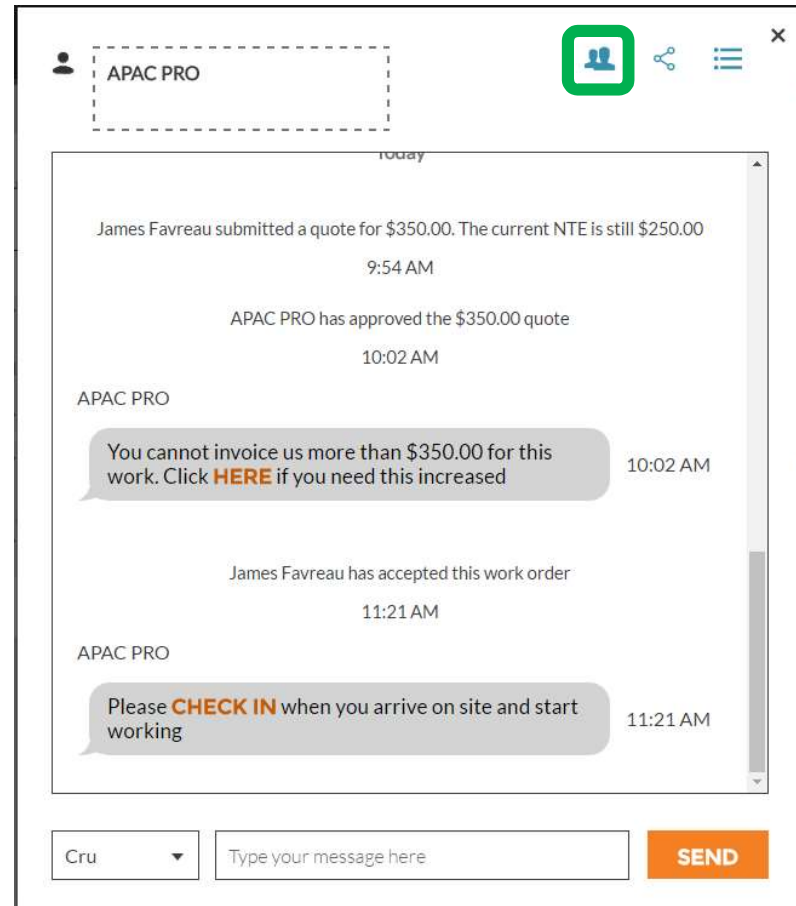 APAC PRO
Today
James Favreau submitted a quote for $350.00. The current NTE is still $250.00
9:54 AM
APAC PRO has approved the $350.00 quote
10:02 AM
APAC PRO
You cannot invoice us more than $350.00 for this
work. Click HERE if you need this increased
10:02 AM
James Favreau has accepted this work order
11:21 AM
APAC PRO
Please CHECK IN when you arrive on site and start
working
11:21 AM
Cru
Type your message here
SEND